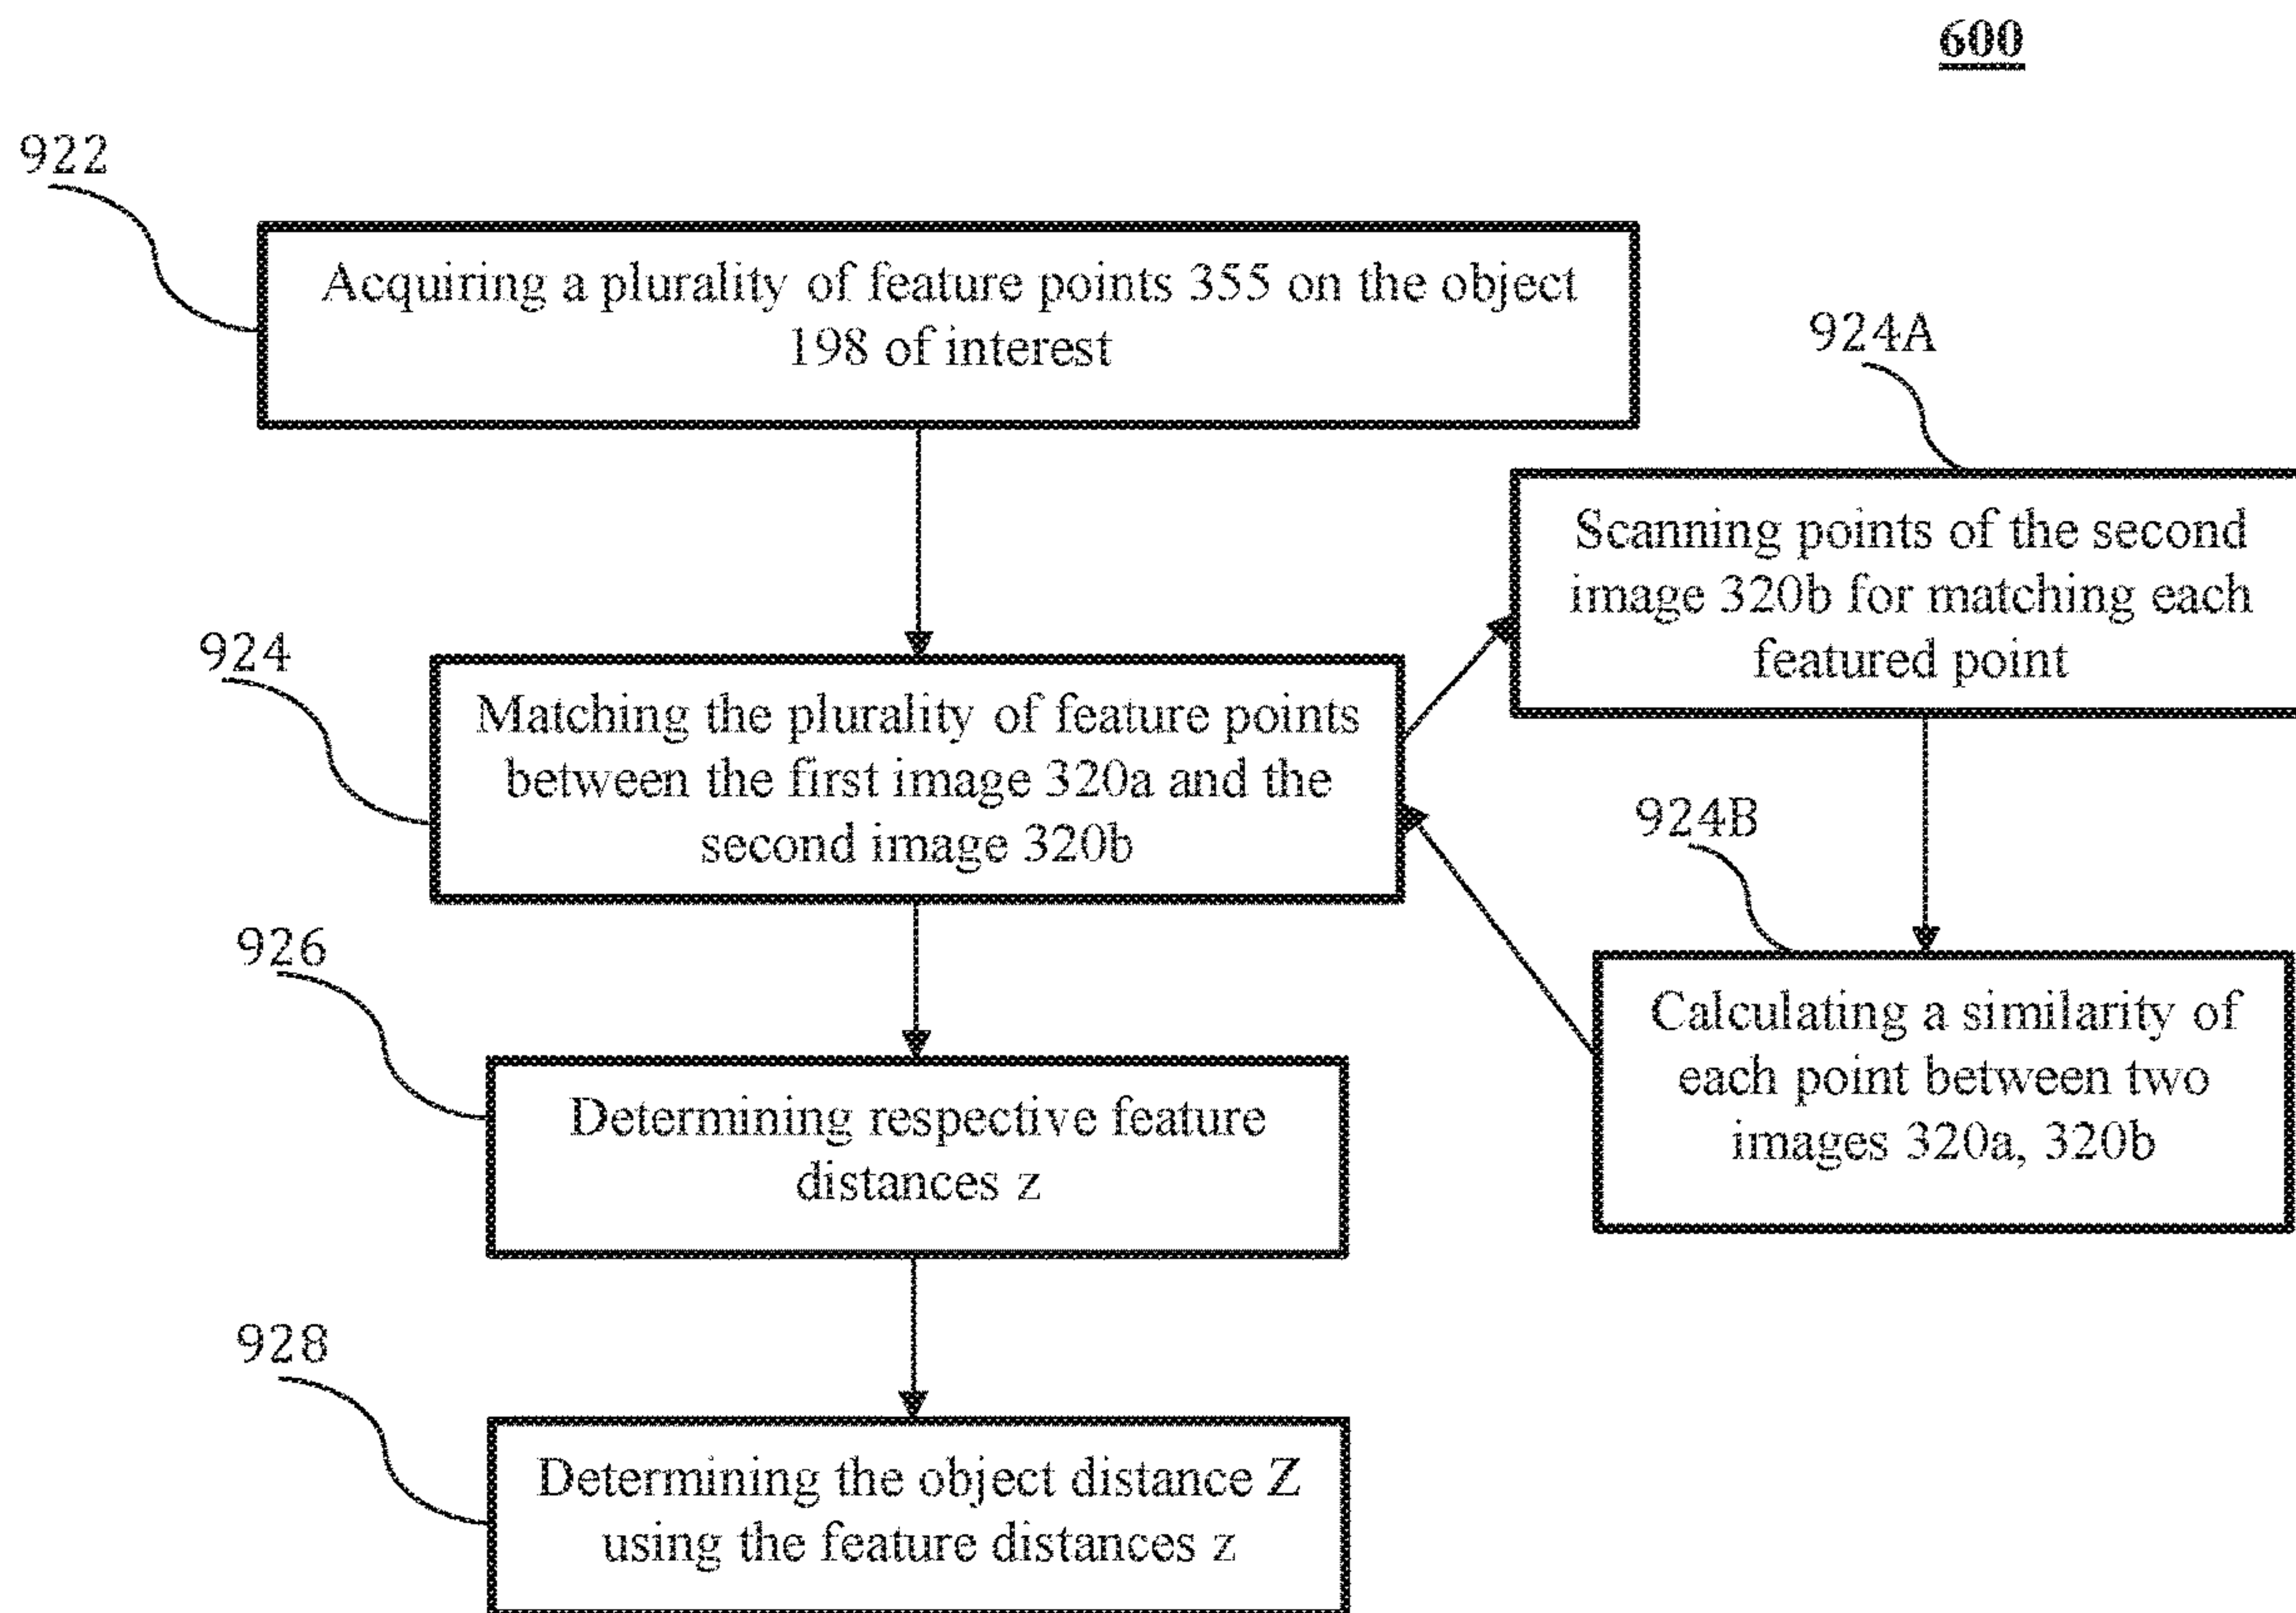 600
922
Acquiring a plurality of feature points 355 on the object
198 of interest
924A
Scanning points of the second
image 320b for matching each
featured point
924
Matching the plurality of feature points
between the first image 320a and the
second image 320b
924B
Calculating a similarity of
each point between two
images 320a, 320b
926
Determining respective feature
distances z
928
Determining the object distance Z
using the feature distances z